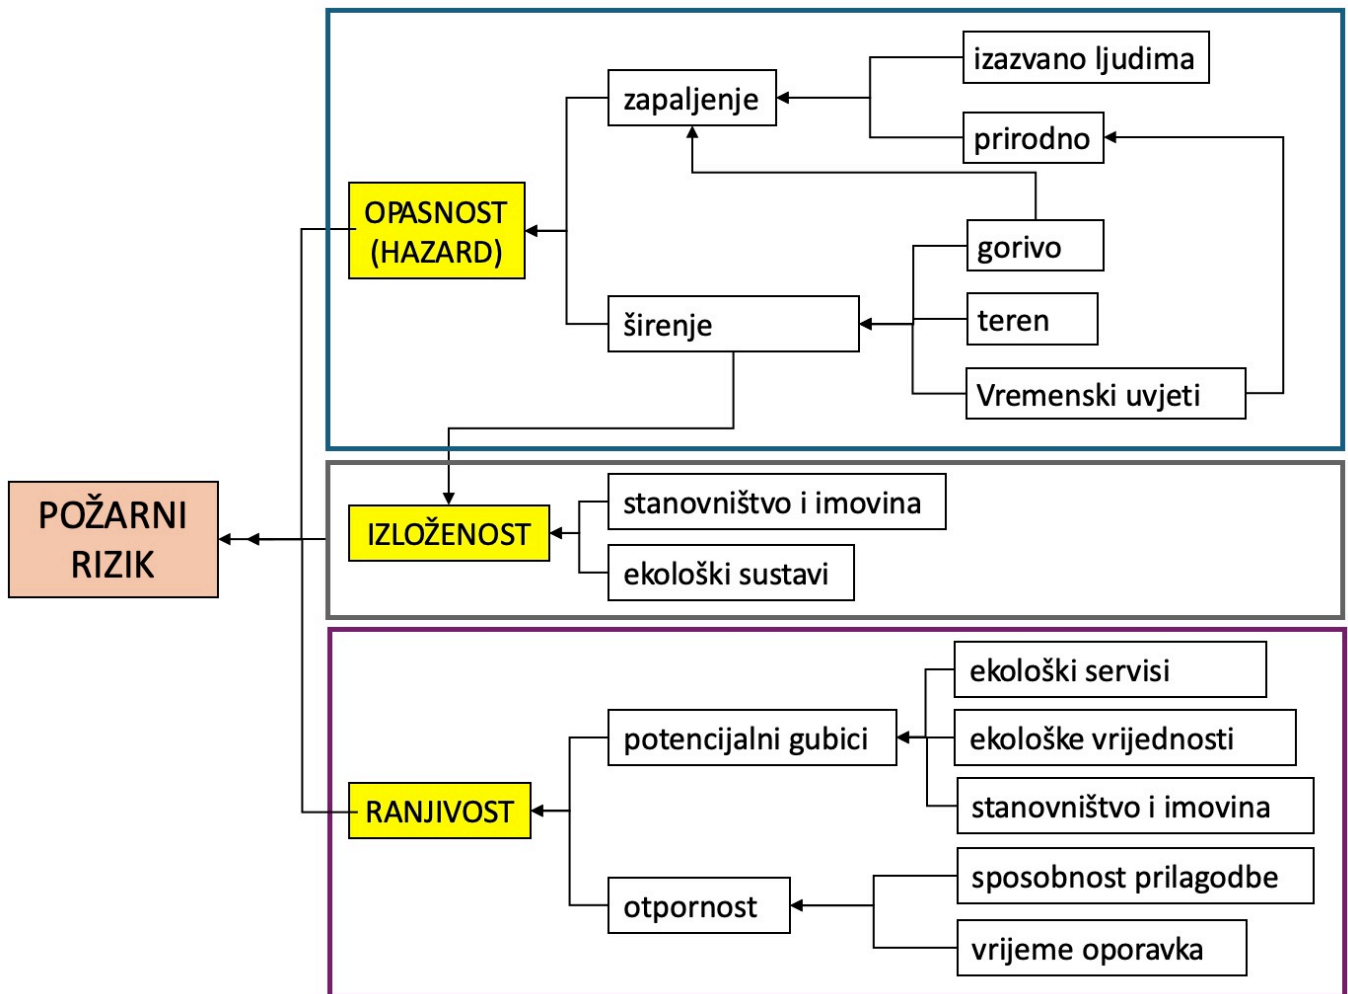 izazvano ljudima
zapaljenje
prirodno
OPASNOST
(HAZARD)
gorivo
širenje
teren
Vremenski uvjeti
POŽARNI
RIZIK
IZLOŽENOST
stanovništvo i imovina
ekološki sustavi
ekološki servisi
potencijalni gubici
ekološke vrijednosti
stanovništvo i imovina
RANJIVOST
sposobnost prilagodbe
otpornost
vrijeme oporavka